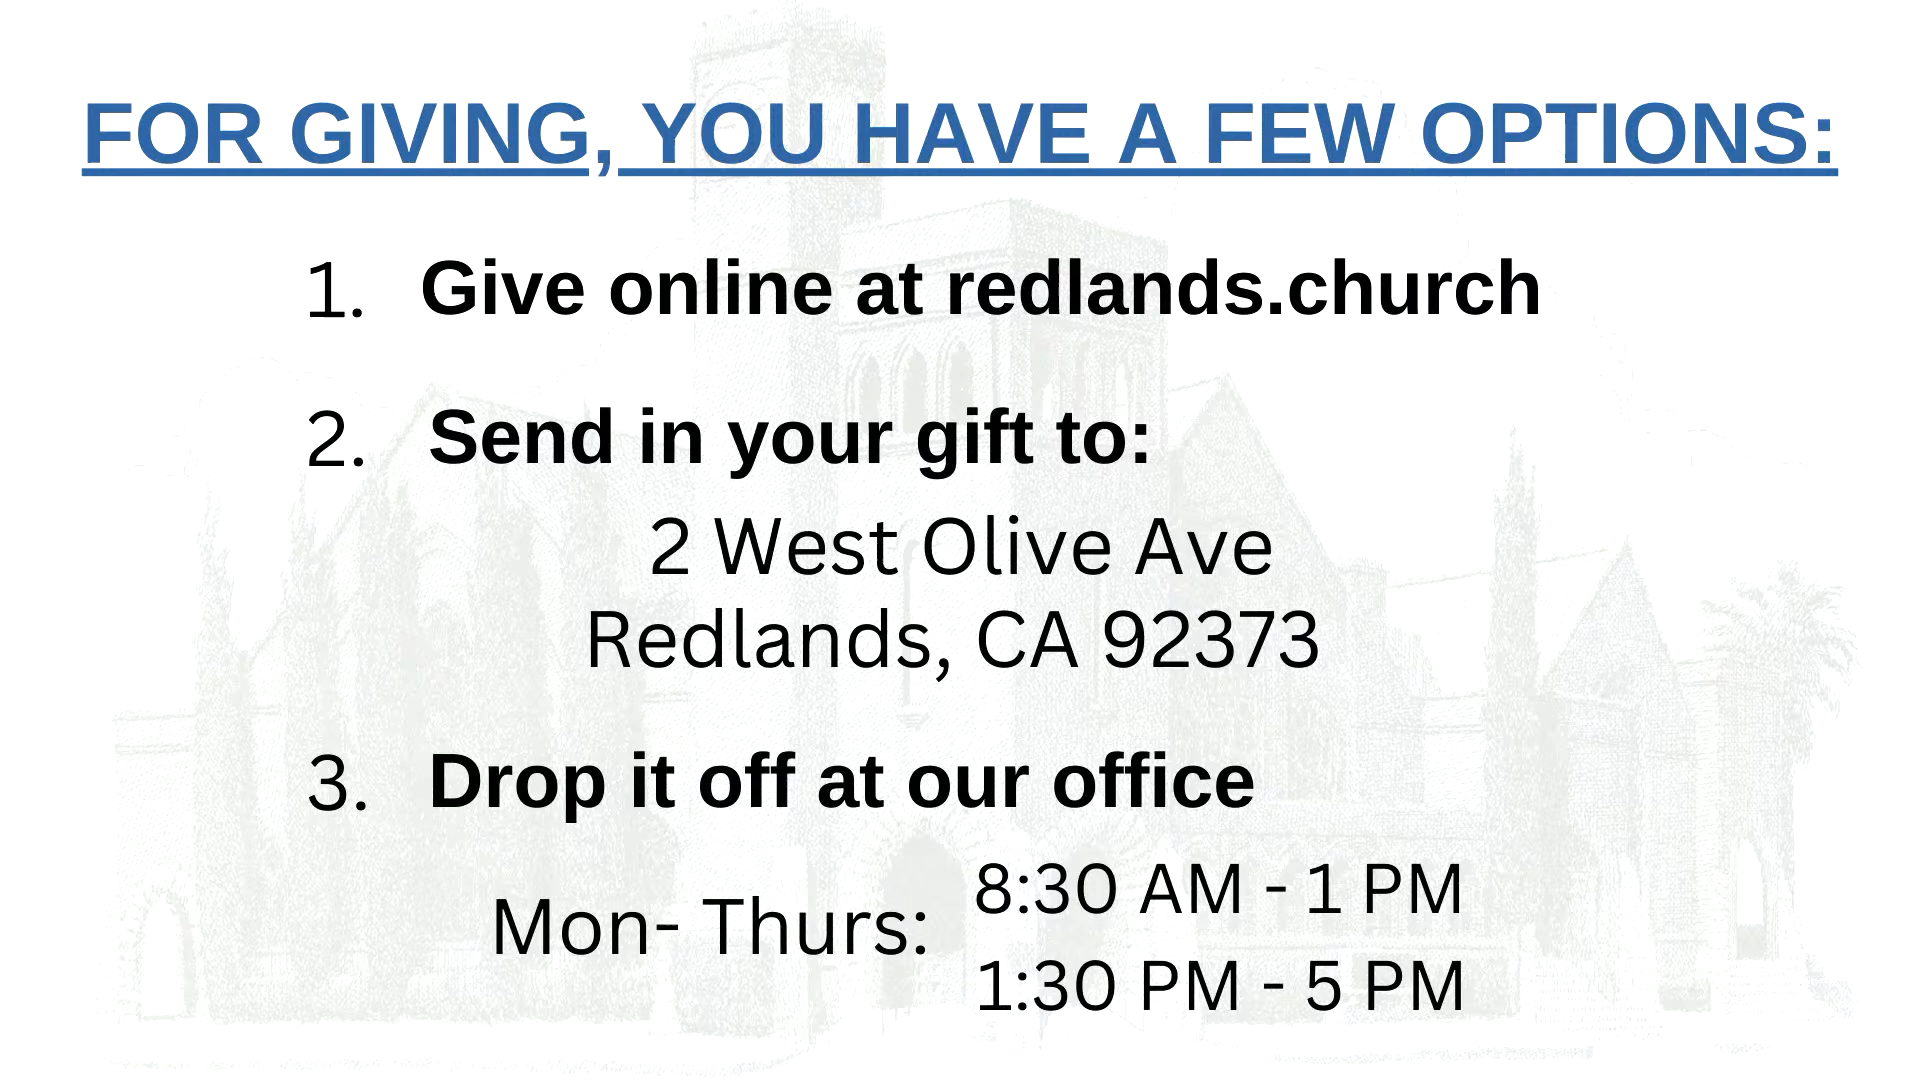 FOR GIVING, YOU HAVE A FEW OPTIONS:
1. Give online at redlands.church
2. Send in your gift to:
2 West Olive Ave
Redlands, CA 92373
3. Drop it off at our office
Mon- Thurs: 8:30 AM - 1 PM
1:30 PM - 5 PM